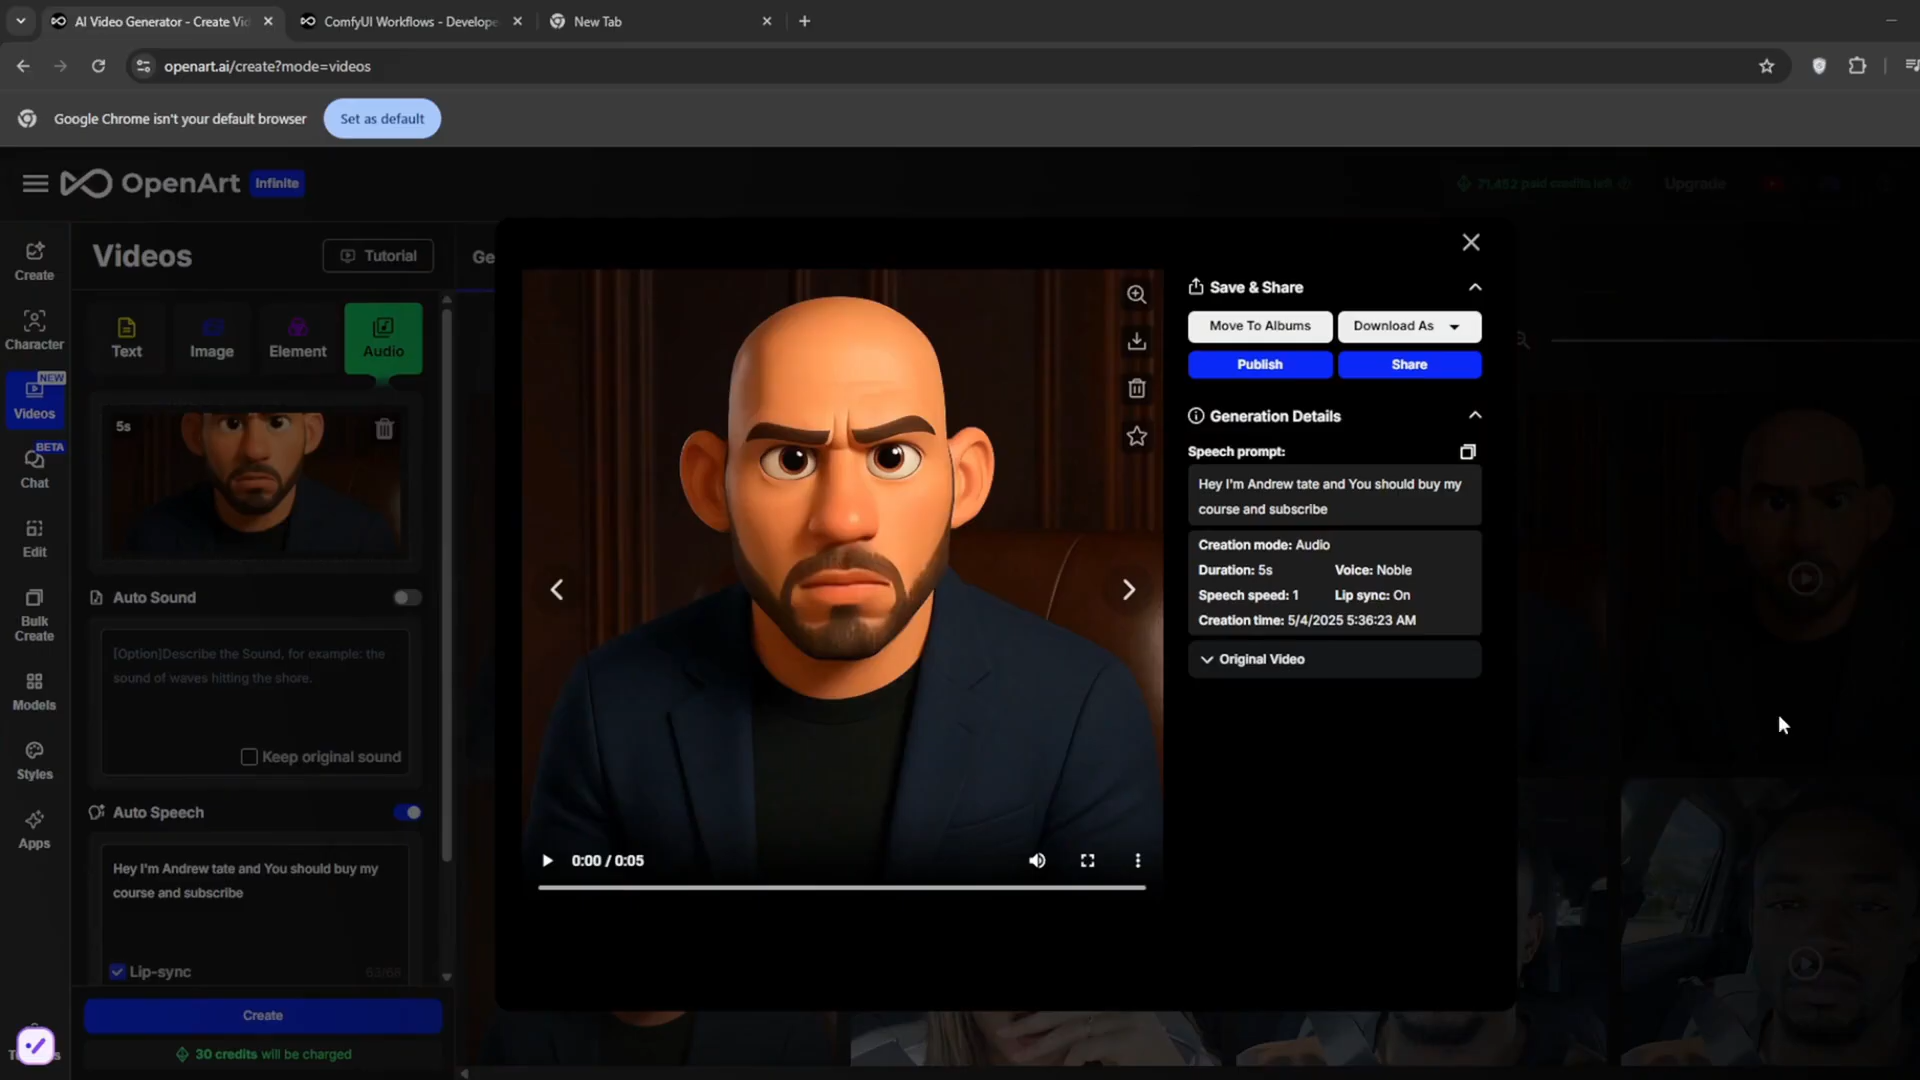 AI Video Generator - Create Vi
ComfyUI Workflows - Develope
New Tab
openart.ai/create?mode=videos
Google Chrome isn't your default browser
Set as default
OpenArt
Infinite
71,452 paid credits left
Upgrade
Videos
Tutorial
Ge
Create
Character
NEW
Videos
BETA
Chat
Edit
Bulk
Create
Models
Styles
Apps
Text
Image
Element
Audio
5s
Auto Sound
[Option]Describe the Sound, for example: the
sound of waves hitting the shore.
Keep original sound
Auto Speech
Hey I'm Andrew tate and You should buy my
course and subscribe
Lip-sync
63/68
Create
30 credits will be charged
0:00 / 0:05
Save & Share
Move To Albums
Download As
Publish
Share
Generation Details
Speech prompt:
Hey I'm Andrew tate and You should buy my
course and subscribe
Creation mode: Audio
Duration: 5s
Voice: Noble
Speech speed: 1
Lip sync: On
Creation time: 5/4/2025 5:36:23 AM
Original Video